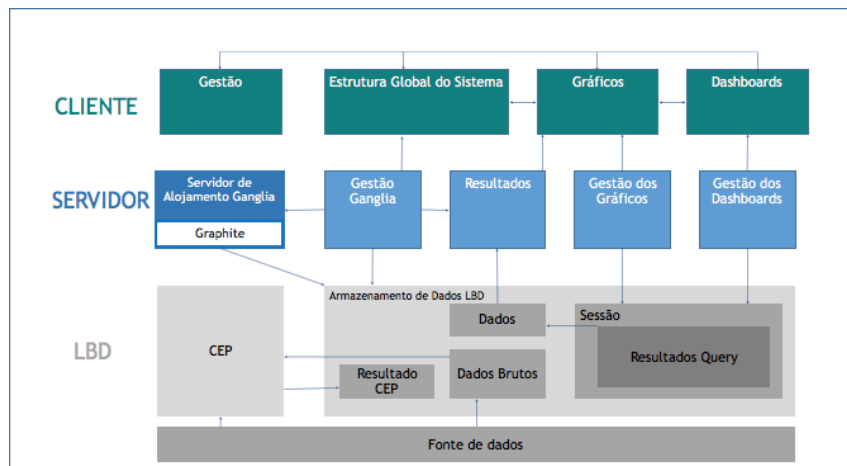 CLIENTE
Gestão
Estrutura Global do Sistema
Gráficos
Dashboards
SERVIDOR
Servidor de
Alojamento Ganglia
Graphite
Gestão
Ganglia
Resultados
Gestão dos
Gráficos
Gestão dos
Dashboards
LBD
CEP
Armazenamento de Dados LBD
Dados
Sessão
Resultados Query
Resultado
CEP
Dados Brutos
Fonte de dados